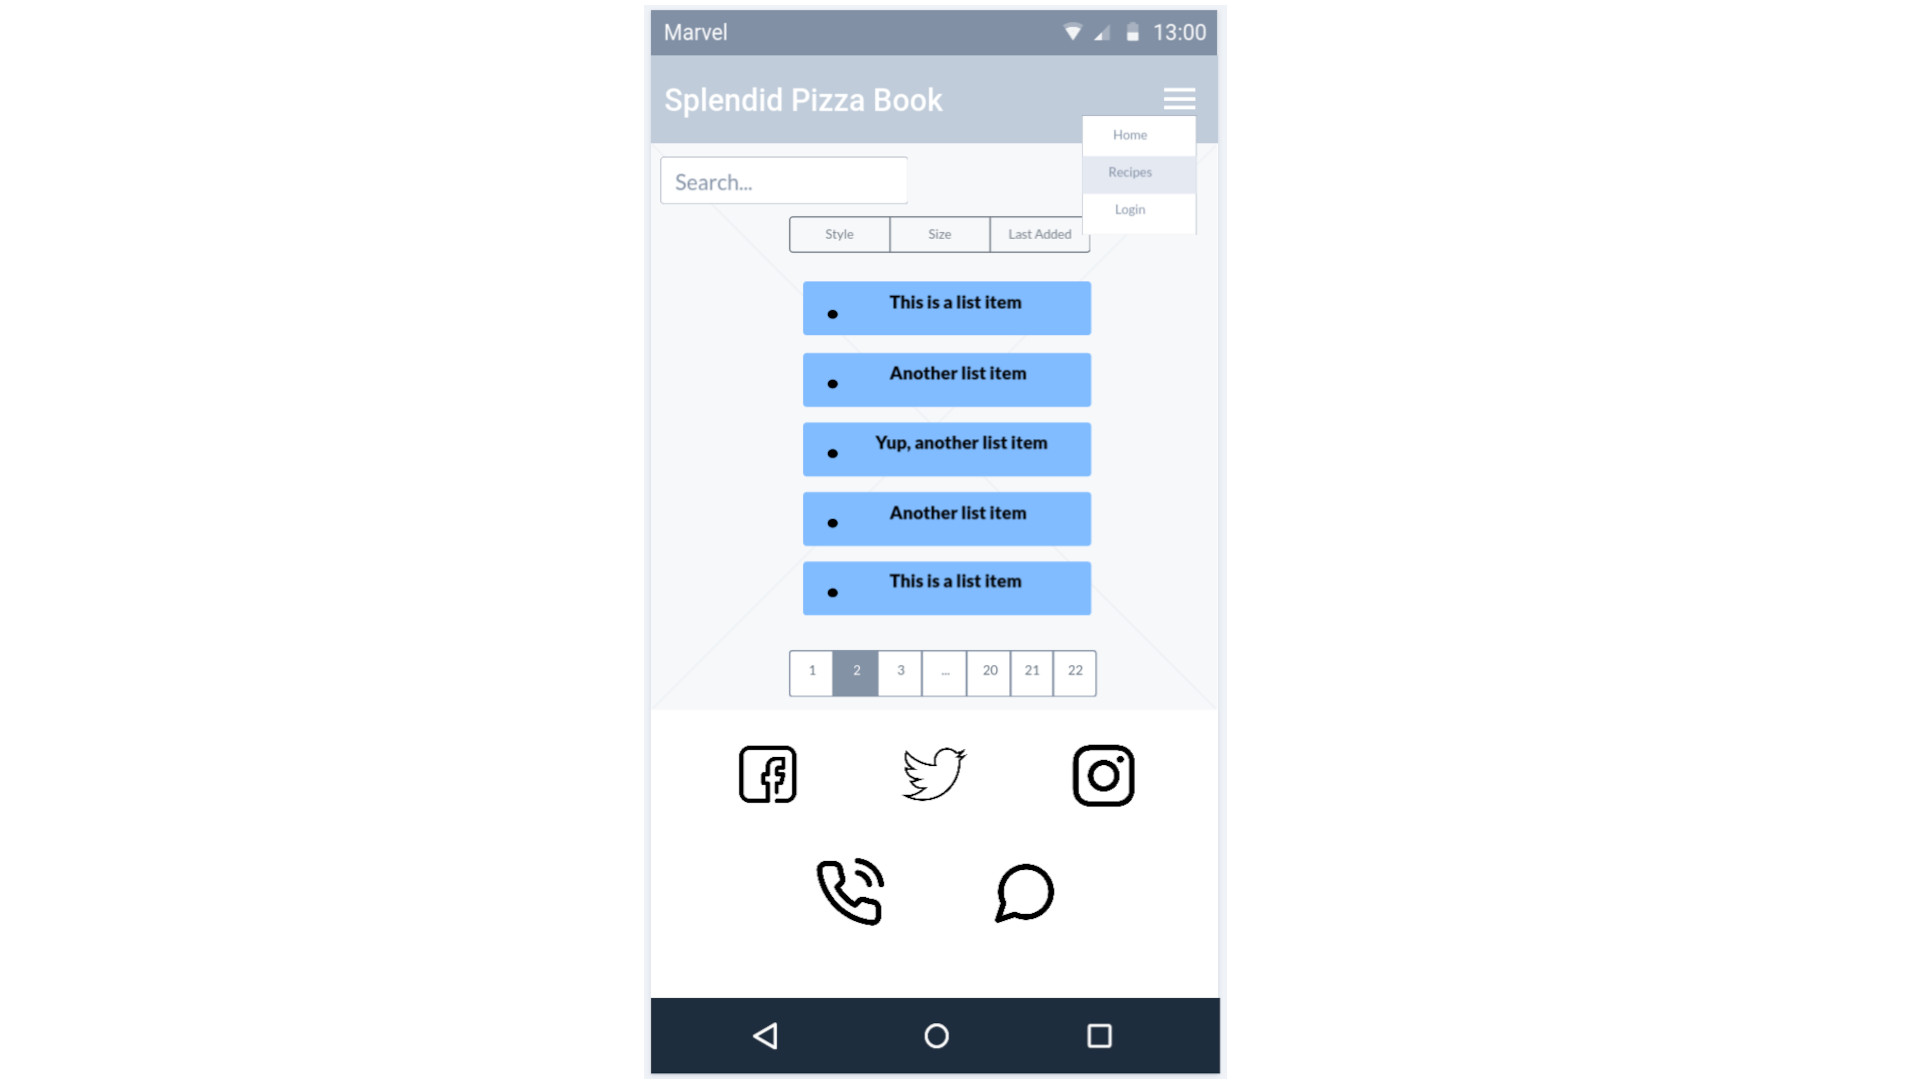 Marvel 13:00
Splendid Pizza Book
Home
Search...
Recipes
Login
Style Size Last Added
This is a list item
Another list item
Yup, another list item
Another list item
This is a list item
1 2 3 ... 20 21 22